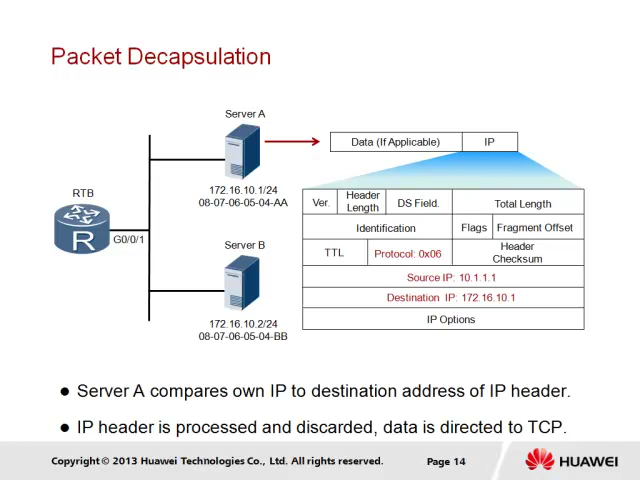 Packet Decapsulation
Server A
Data (If Applicable)
IP
172.16.10.1/24
08-07-06-05-04-AA
RTB
R
G0/0/1
Server B
172.16.10.2/24
08-07-06-05-04-BB
Ver.
Header
Length
DS Field.
Total Length
Identification
Flags
Fragment Offset
TTL
Protocol: 0x06
Header
Checksum
Source IP: 10.1.1.1
Destination IP: 172.16.10.1
IP Options
● Server A compares own IP to destination address of IP header.
● IP header is processed and discarded, data is directed to TCP.
Copyright © 2013 Huawei Technologies Co., Ltd. All rights reserved.
Page 14
HUAWEI